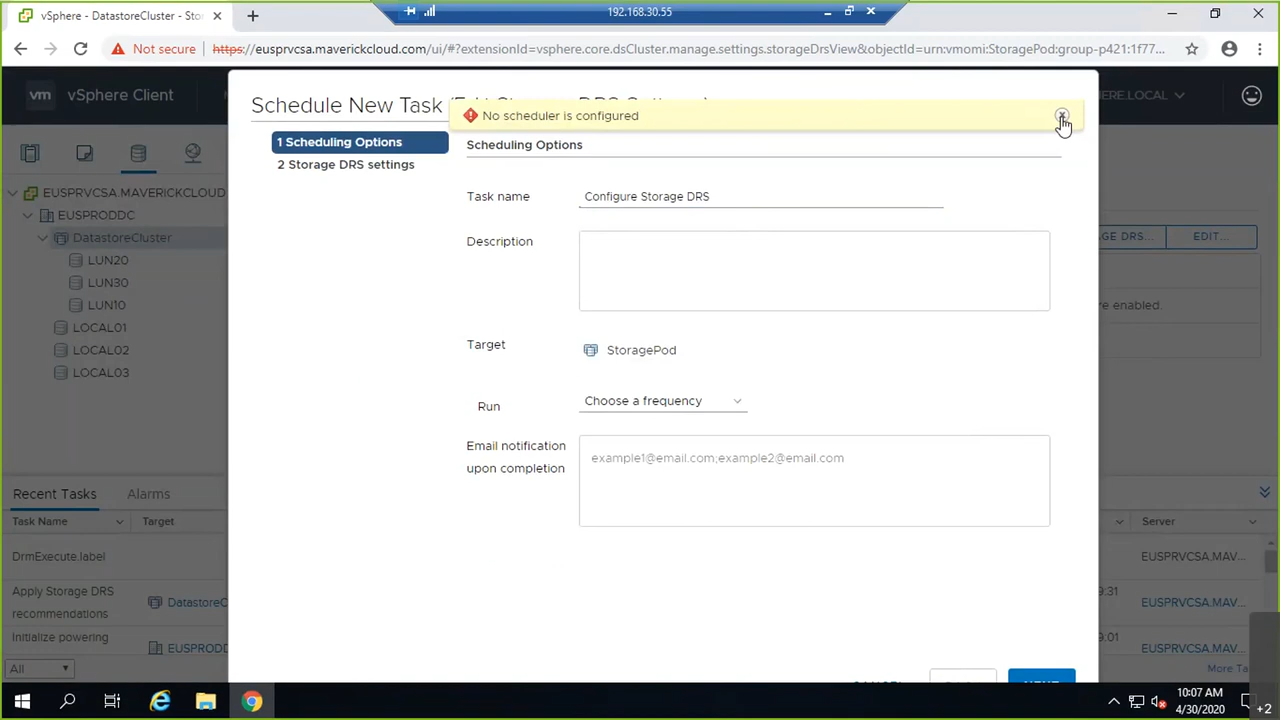 192.168.30.55
vSphere - DatastoreCluster - Sto
Not secure
https://eusprvcsa.maverickcloud.com/ui/#?extensionId=vsphere.core.dsCluster.manage.settings.storageDrsView&objectId=urn:vmomi:StoragePod:group-p421:1f77...
vm vSphere Client
HERE.LOCAL
Schedule New Task
No scheduler is configured
1 Scheduling Options
2 Storage DRS settings
Scheduling Options
Task name
Configure Storage DRS
Description
Target
StoragePod
Run
Choose a frequency
Email notification
upon completion
example1@email.com;example2@email.com
EUSPRVCSA.MAVERICKCLOUD
EUSPRODDC
DatastoreCluster
LUN20
LUN30
LUN10
LOCAL01
LOCAL02
LOCAL03
GE DRS...
EDIT...
re enabled.
Recent Tasks
Alarms
Task Name
Target
Server
DrmExecute.label
EUSPRVCSA.MAV...
Apply Storage DRS
recommendations
DatastoreC
9:31
EUSPRVCSA.MAV...
Initialize powering
EUSPRODD
9:01
EUSPRVCSA.MAV...
All
More Ta
10:07 AM
4/30/2020
+2